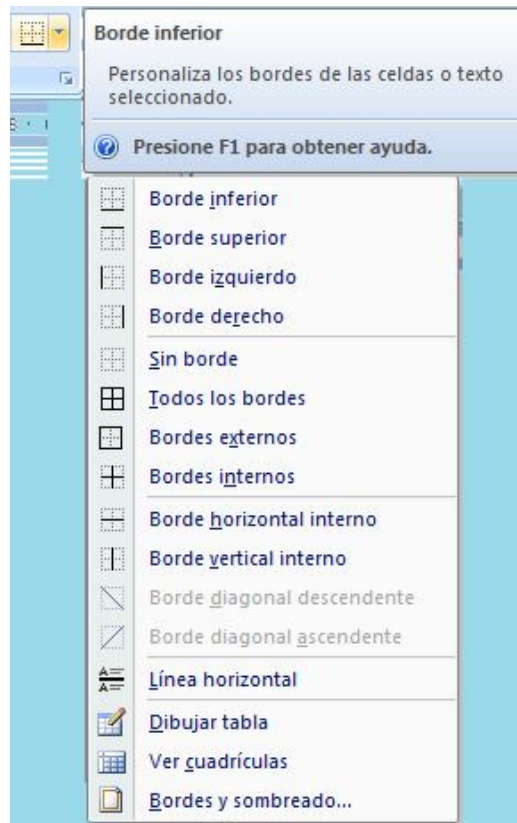 Borde inferior
Personaliza los bordes de las celdas o texto
seleccionado.
8
Presione F1 para obtener ayuda.
Borde inferior
Borde superior
Borde izquierdo
Borde derecho
Sin borde
Todos los bordes
Bordes externos
Bordes internos
Borde horizontal interno
Borde vertical interno
Borde diagonal descendente
Borde diagonal ascendente
Línea horizontal
Dibujar tabla
Ver cuadrículas
Bordes y sombreado...